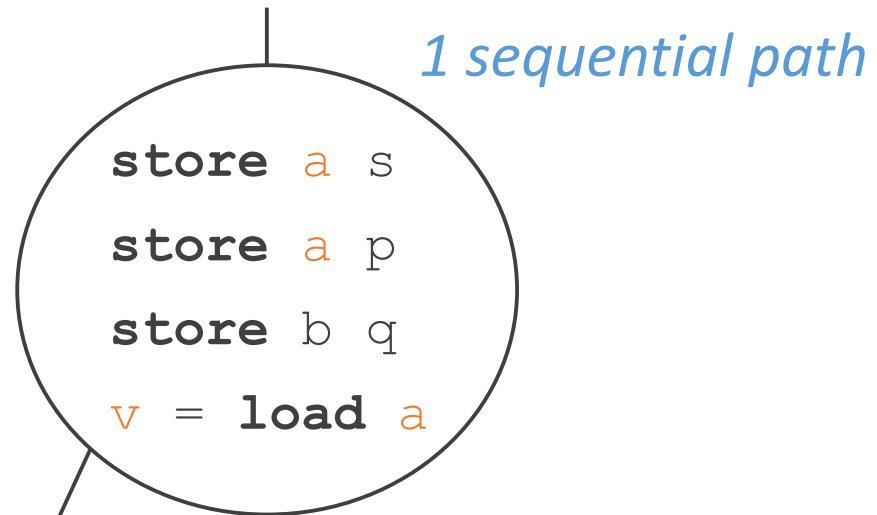 1 sequential path
store a s
store a p
store b q
v = load a